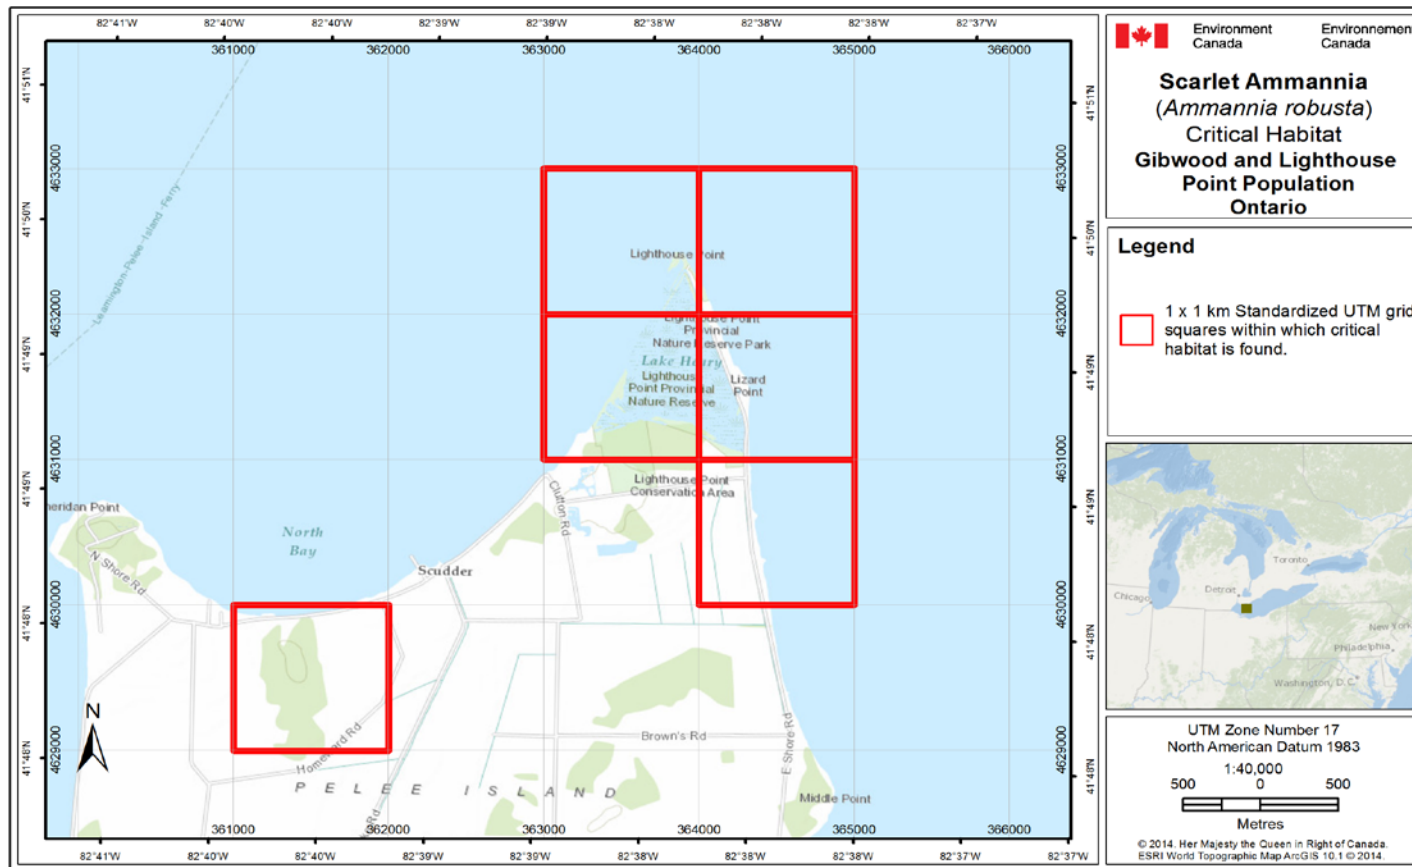 82°41'W 82°40'W 82°40'W 82°39'W 82°39'W 82°38'W 82°38'W 82°38'W 82°37'W
361000 362000 363000 364000 365000 366000
41°51'N
41°51'N
4633000
4633000
41°50'N
41°50'N
Leamington-Pelee-Island-Ferry
Lighthouse Point
4632000
4632000
Lighthouse Point
Provincial
Nature Reserve Park
Lake Henry
Lighthouse
Point Provincial
Nature Reserve
Lizard
Point
41°49'N
41°49'N
4631000
4631000
Lighthouse Point
Conservation Area
Clutton Rd
41°49'N
41°49'N
heridan Point
North
Bay
N Shore Rd
Scudder
4630000
4630000
41°48'N
41°48'N
Homeward Rd
Brown's Rd
E Shore Rd
4629000
4629000
N
41°48'N
41°48'N
PELEE ISLAND
Rd
Middle Point
361000 362000 363000 364000 365000 366000
82°41'W 82°40'W 82°40'W 82°39'W 82°39'W 82°38'W 82°38'W 82°37'W 82°37'W
Environment
Canada
Environnemen
Canada
Scarlet Ammannia
(Ammannia robusta)
Critical Habitat
Gibwood and Lighthouse
Point Population
Ontario
Legend
1 x 1 km Standardized UTM grid
squares within which critical
habitat is found.
Toronto
Detroit
Chicago
New York
Philadelphia
Washington, D.C.
UTM Zone Number 17
North American Datum 1983
1:40,000
500 0 500
Metres
© 2014. Her Majesty the Queen in Right of Canada.
ESRI World Topographic Map ArcGIS 10.1 © 2014.